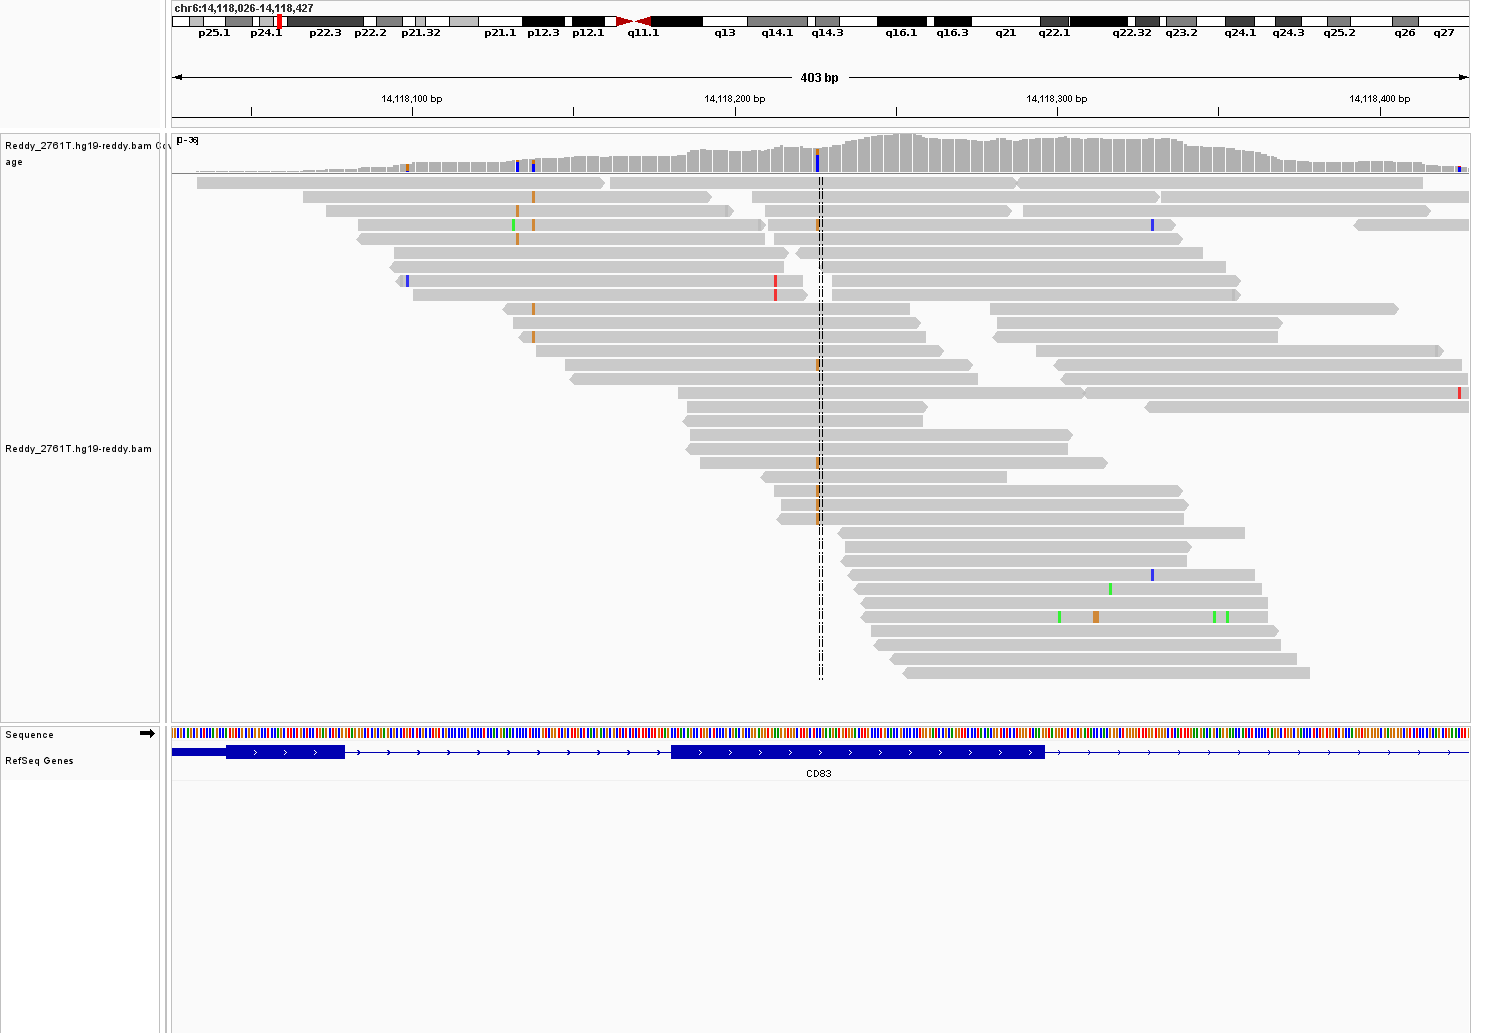 chr6:14,118,026-14,118,427
p25.1 p24.1 p22.3 p22.2 p21.32 p21.1 p12.3 p12.1 q11.1 q13 q14.1 q14.3 q16.1 q16.3 q21 q22.1 q22.32 q23.2 q24.1 q24.3 q25.2 q26 q27
403 bp
14,118,100 bp 14,118,200 bp 14,118,300 bp 14,118,400 bp
[0-36]
Reddy_2761T.hg19-reddy.bam Cov
age
Reddy_2761T.hg19-reddy.bam
Sequence
RefSeq Genes
CD83